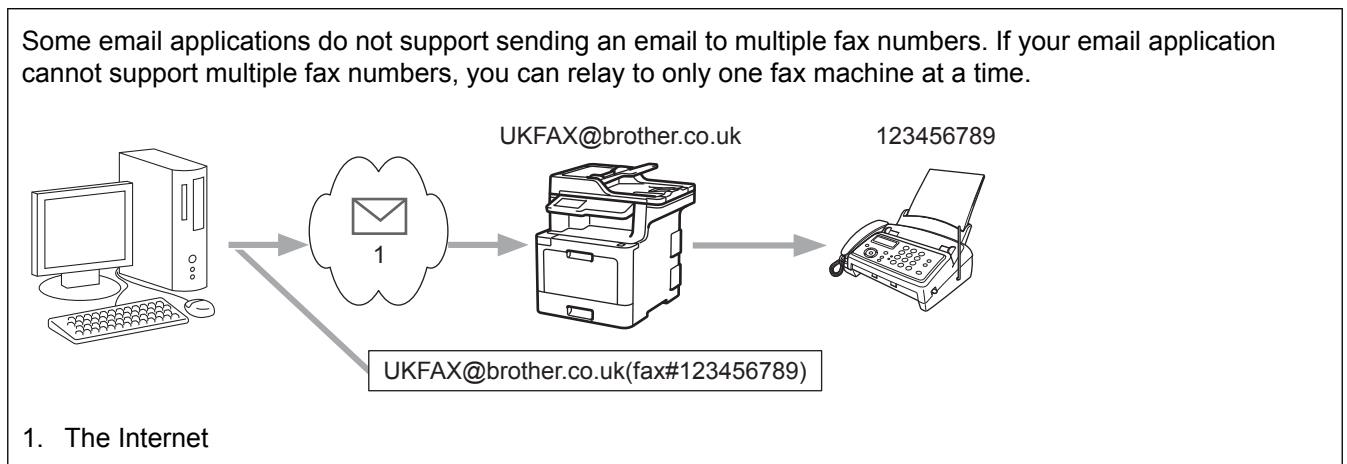 Some email applications do not support sending an email to multiple fax numbers. If your email application
cannot support multiple fax numbers, you can relay to only one fax machine at a time.
UKFAX@brother.co.uk
123456789
1
UKFAX@brother.co.uk(fax#123456789)
1. The Internet